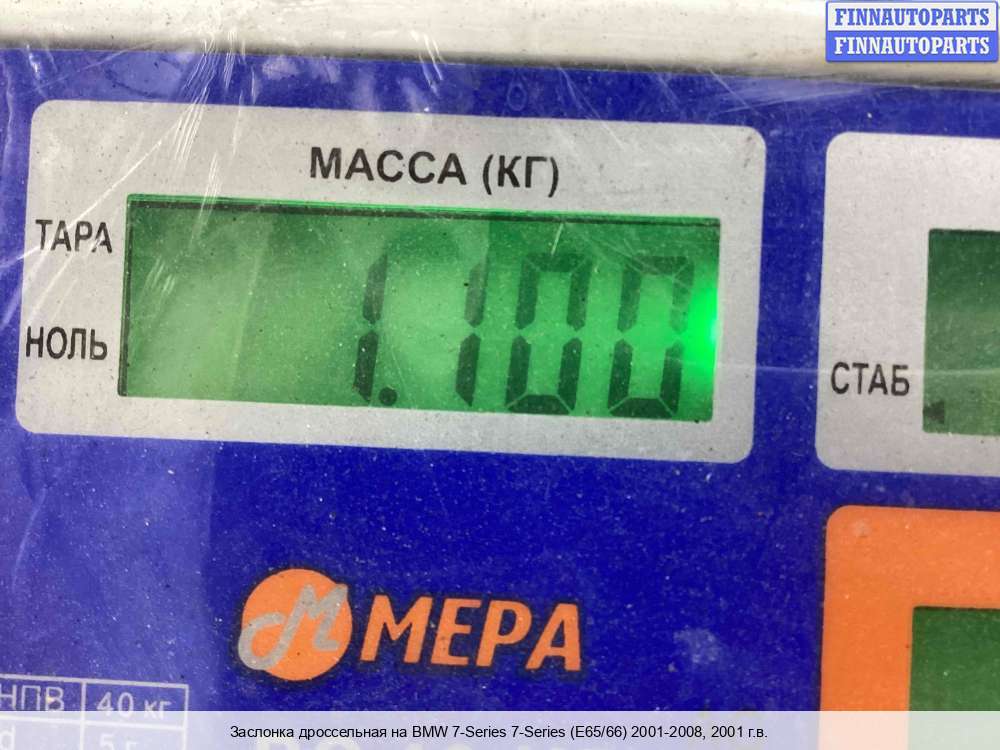 FINNAUTOPARTS
FINNAUTOPARTS
МАССА (КГ)
ТАРА
1.100
НОЛЬ
СТАБ
М МЕРА
НПВ 40 кг
d 5 г
Заслонка дроссельная на BMW 7-Series 7-Series (E65/66) 2001-2008, 2001 г.в.